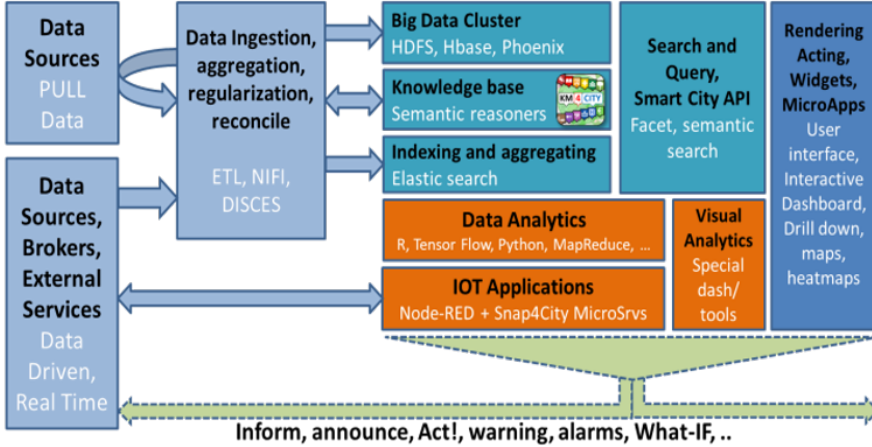 Data
Sources
PULL
Data
Data Ingestion,
aggregation,
regularization,
reconcile
ETL, NIFI,
DISCES
Big Data Cluster
HDFS, Hbase, Phoenix
Knowledge base
Semantic reasoners
KM4CITY
Indexing and aggregating
Elastic search
Search and
Query,
Smart City API
Facet, semantic
search
Rendering
Acting,
Widgets,
MicroApps
User
interface,
Interactive
Dashboard,
Drill down,
maps,
heatmaps
Data
Sources,
Brokers,
External
Services
Data
Driven,
Real Time
Data Analytics
R, Tensor Flow, Python, MapReduce, ...
IOT Applications
Node-RED + Snap4City MicroSrvs
Visual
Analytics
Special
dash/
tools
Inform, announce, Act!, warning, alarms, What-IF, ..